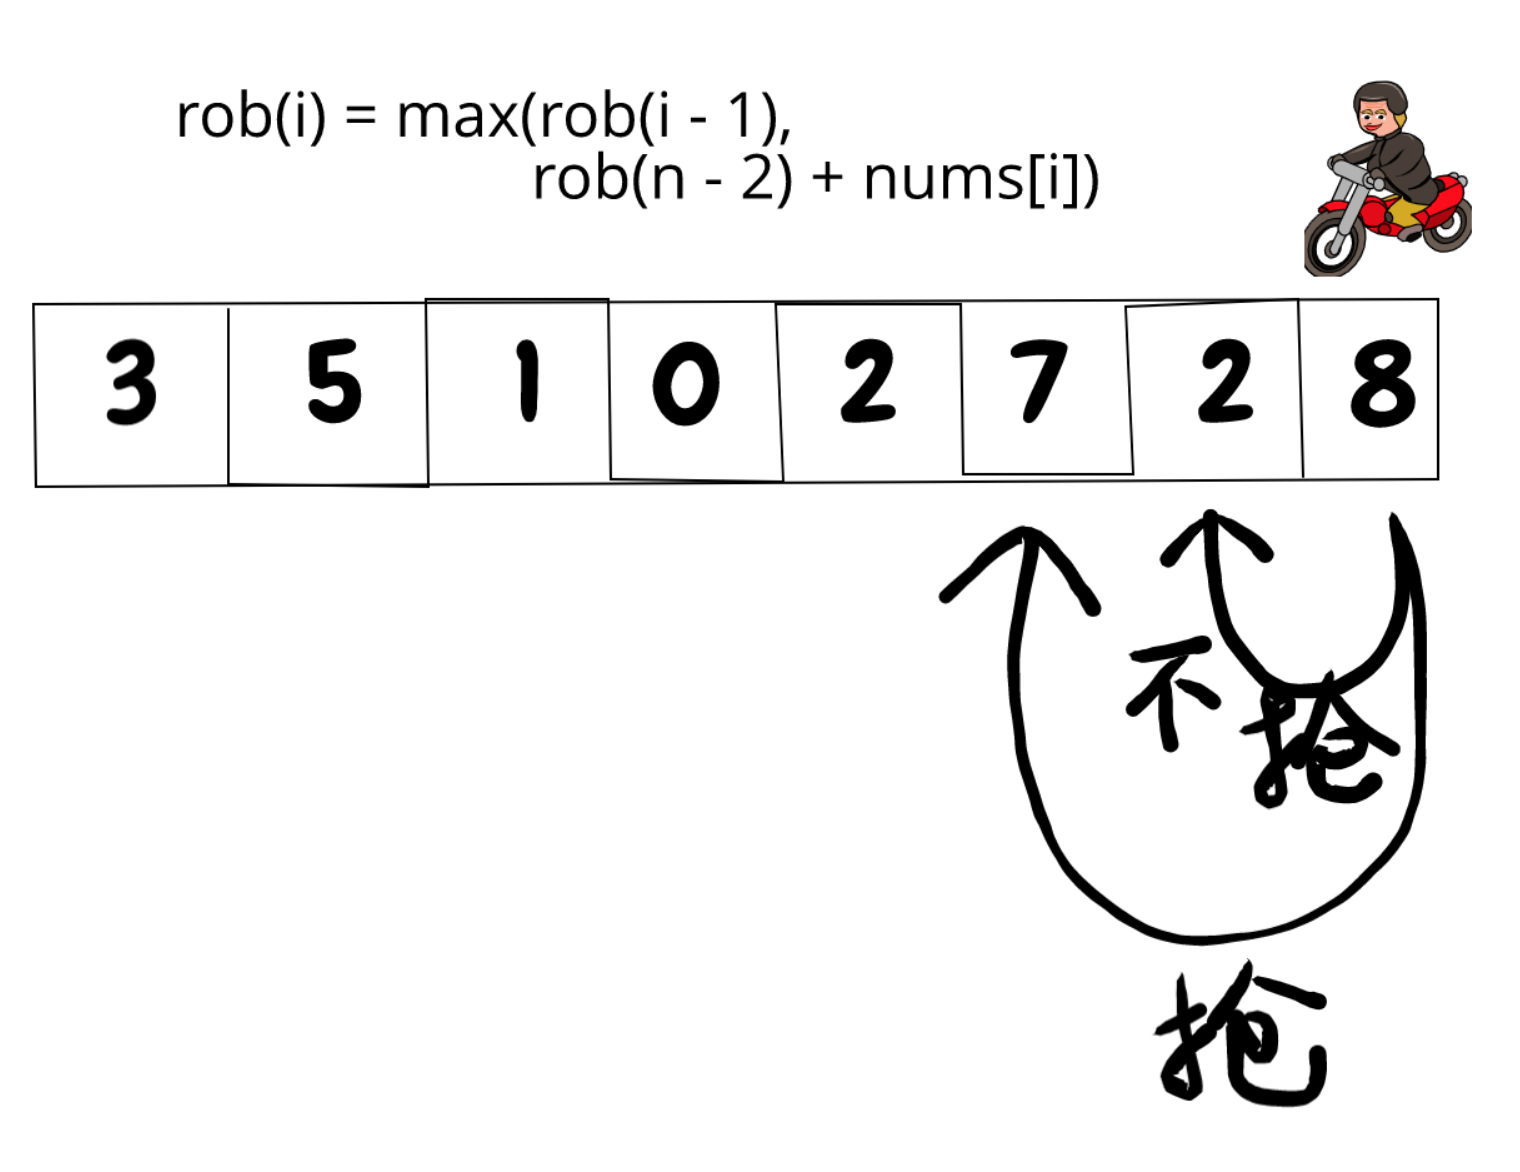 rob(i) = max(rob(i - 1),
rob(n - 2) + nums[i])
3 5 1 0 2 7 2 8
不抢
抢